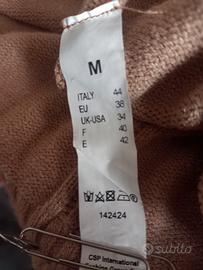 M
ITALY 44
EU 38
UK-USA 34
F 40
E 42
142424
CSP International
subito